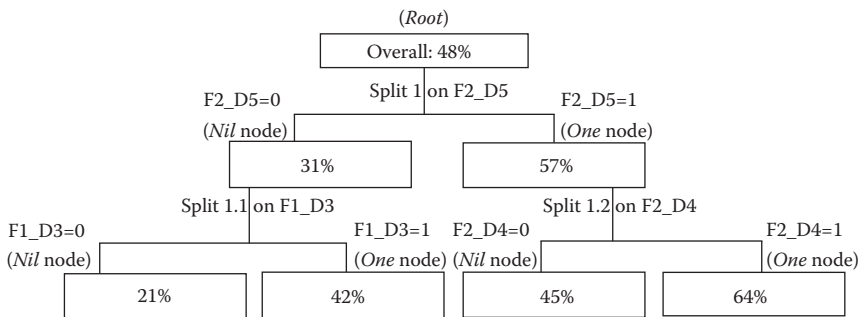 (Root)
Overall: 48%
Split 1 on F2_D5
F2_D5=0
(Nil node)
F2_D5=1
(One node)
31%
57%
Split 1.1 on F1_D3
Split 1.2 on F2_D4
F1_D3=0
(Nil node)
F1_D3=1
(One node)
F2_D4=0
(Nil node)
F2_D4=1
(One node)
21%
42%
45%
64%